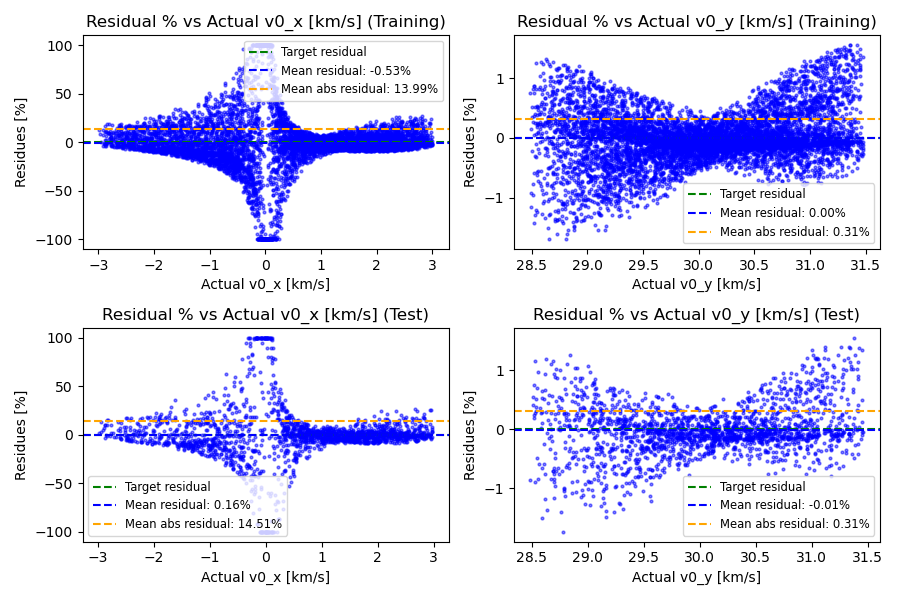 Residual % vs Actual v0_x [km/s] (Training)
100
50
0
−50
−100
Residues [%]
Target residual
Mean residual: -0.53%
Mean abs residual: 13.99%
−3 −2 −1 0 1 2 3
Actual v0_x [km/s]
Residual % vs Actual v0_y [km/s] (Training)
1
0
−1
Residues [%]
Target residual
Mean residual: 0.00%
Mean abs residual: 0.31%
28.5 29.0 29.5 30.0 30.5 31.0 31.5
Actual v0_y [km/s]
Residual % vs Actual v0_x [km/s] (Test)
100
50
0
−50
−100
Residues [%]
Target residual
Mean residual: 0.16%
Mean abs residual: 14.51%
−3 −2 −1 0 1 2 3
Actual v0_x [km/s]
Residual % vs Actual v0_y [km/s] (Test)
1
0
−1
Residues [%]
Target residual
Mean residual: -0.01%
Mean abs residual: 0.31%
28.5 29.0 29.5 30.0 30.5 31.0 31.5
Actual v0_y [km/s]